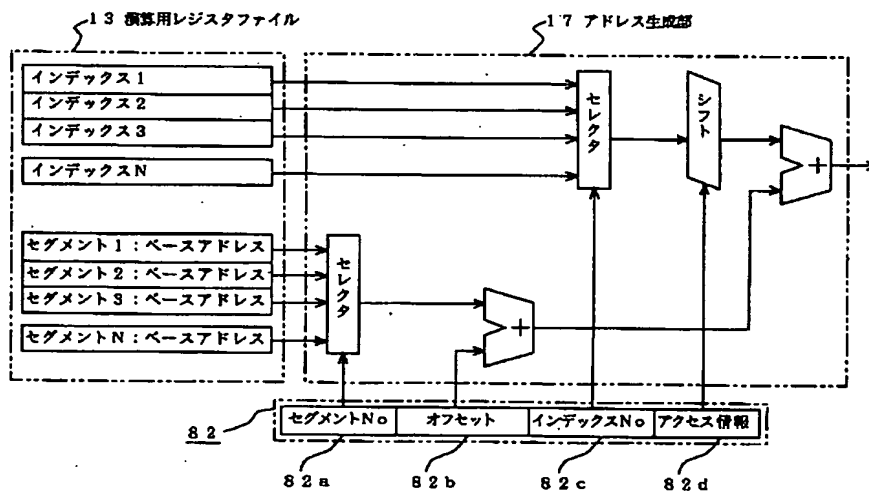 13 演算用レジスタファイル
17 アドレス生成部
インデックス1
インデックス2
インデックス3
インデックスN
セレクタ
シフト
+
セグメント1:ベースアドレス
セグメント2:ベースアドレス
セグメント3:ベースアドレス
セグメントN:ベースアドレス
セレクタ
+
82
セグメントNo
オフセット
インデックスNo
アクセス情報
82a
82b
82c
82d